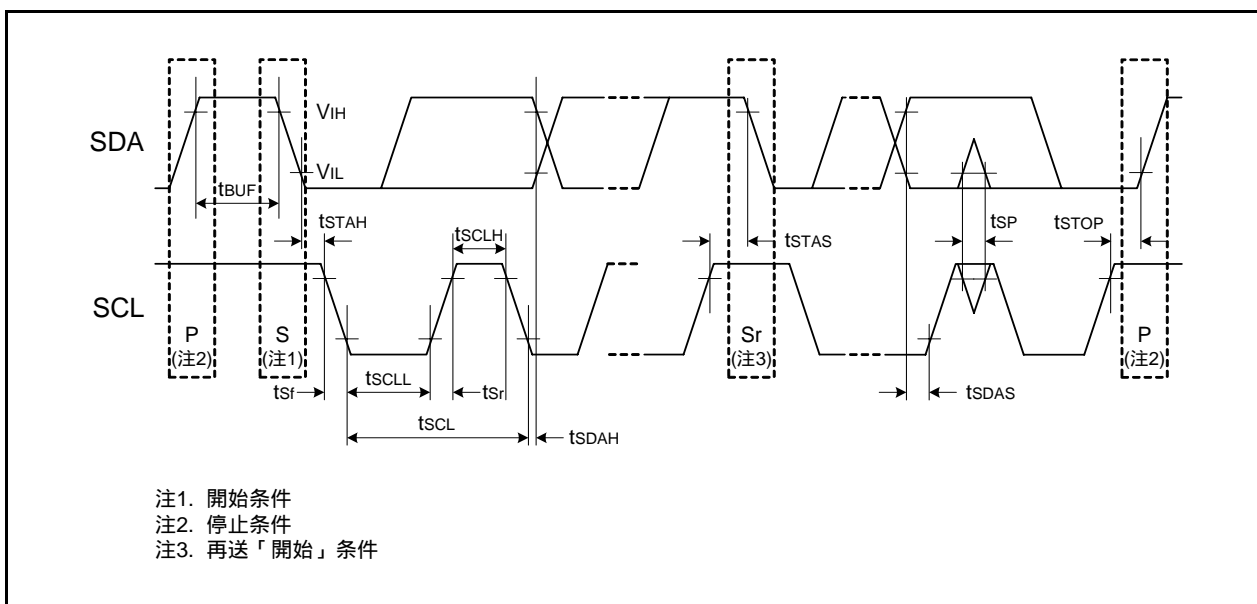 SDA
VIH
VIL
tBUF
tSTAH
tSCLH
tSTAS
tSP
tSTOP
SCL
P
(注2)
S
(注1)
Sr
(注3)
P
(注2)
tSf
tSCLL
tSr
tSDAS
tSCL
tSDAH
注1. 開始条件
注2. 停止条件
注3. 再送「開始」条件